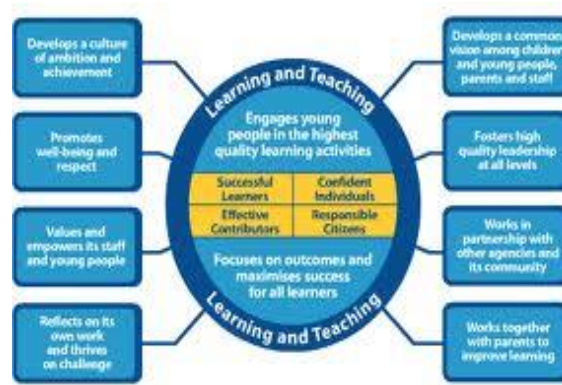 Develops a culture
of ambition and
achievement
Promotes
well-being and
respect
Values and
empowers its staff
and young people
Reflects on its
own work
and thrives
on challenge
Learning and Teaching
Engages young
people in the highest
quality learning activities
Successful
Learners
Confident
Individuals
Effective
Contributors
Responsible
Citizens
Focuses on outcomes and
maximises success
for all learners
Learning and Teaching
Develops a common
vision among children
and young people,
parents and staff
Fosters high
quality leadership
at all levels
Works in
partnership with
other agencies and
its community
Works together
with parents to
improve learning